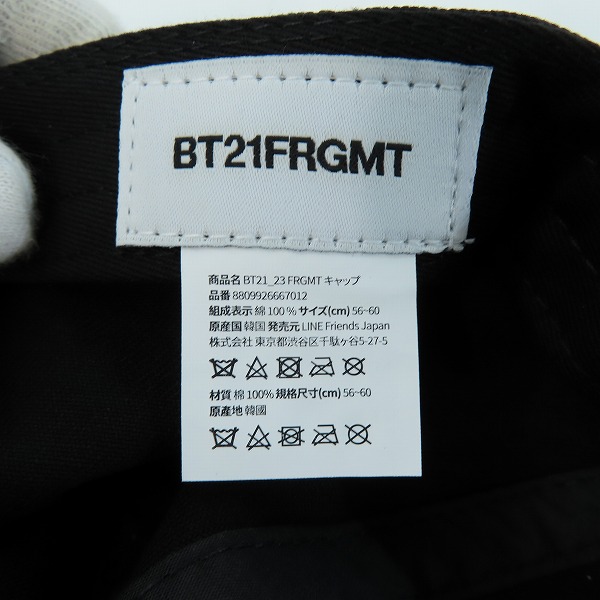 BT21FRGMT
商品名 BT21_23 FRGMT キャップ
品番 8809926667012
組成表示 綿 100 % サイズ(cm) 56~60
原産国 韓国 発売元 LINE Friends Japan
株式会社 東京都渋谷区千駄ヶ谷5-27-5
材質 棉 100% 規格尺寸(cm) 56~60
原產地 韓國